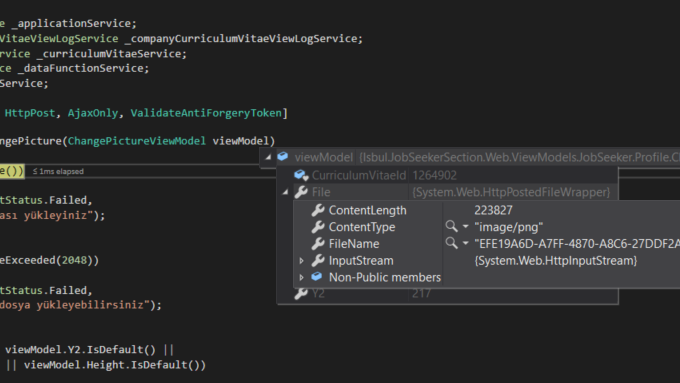 e _applicationService;
VitaeViewLogService _companyCurriculumVitaeViewLogService;
rvice _curriculumVitaeService;
ce _dataFunctionService;
Service;
HttpPost, AjaxOnly, ValidateAntiForgeryToken]
ngePicture(ChangePictureViewModel viewModel)
viewModel {Isbul.JobSeekerSection.Web.ViewModels.JobSeeker.Profile.C
e()) ≤1ms elapsed
CurriculumVitaeId 1264902
File {System.Web.HttpPostedFileWrapper}
tStatus.Failed,
ContentLength 223827
ası yükleyiniz");
ContentType "image/png"
FileName "EFE19A6D-A7FF-4870-A8C6-27DDF2A
eExceeded(2048))
InputStream {System.Web.HttpInputStream}
Non-Public members
tStatus.Failed,
Y2 217
dosya yükleyebilirsiniz");
viewModel.Y2.IsDefault() ||
|| viewModel.Height.IsDefault())